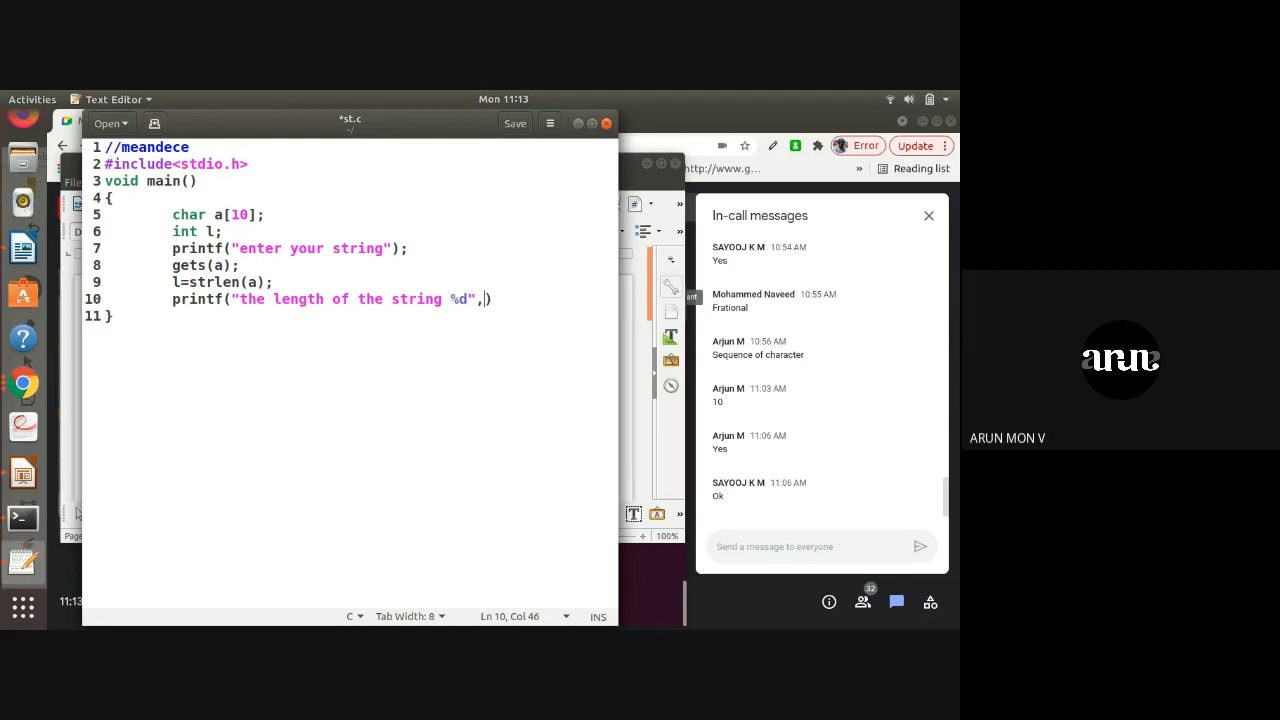 Activities
Text Editor
Mon 11:13
Open
*st.c
~/
Save
1 //meandece
2 #include<stdio.h>
3 void main()
4 {
5 char a[10];
6 int l;
7 printf("enter your string");
8 gets(a);
9 l=strlen(a);
10 printf("the length of the string %d",)
11 }
C
Tab Width: 8
Ln 10, Col 46
INS
File
Page
100%
11:13
Error
Update
http://www.g...
»
Reading list
In-call messages
SAYOOJ K M 10:54 AM
Yes
Mohammed Naveed 10:55 AM
Frational
Arjun M 10:56 AM
Sequence of character
Arjun M 11:03 AM
10
Arjun M 11:06 AM
Yes
SAYOOJ K M 11:06 AM
Ok
Send a message to everyone
32
arun
ARUN MON V